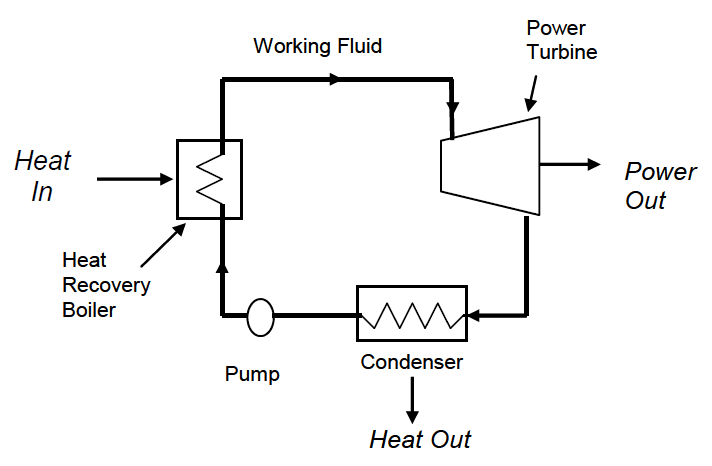 Working Fluid
Power
Turbine
Heat
In
Power
Out
Heat
Recovery
Boiler
Condenser
Pump
Heat Out